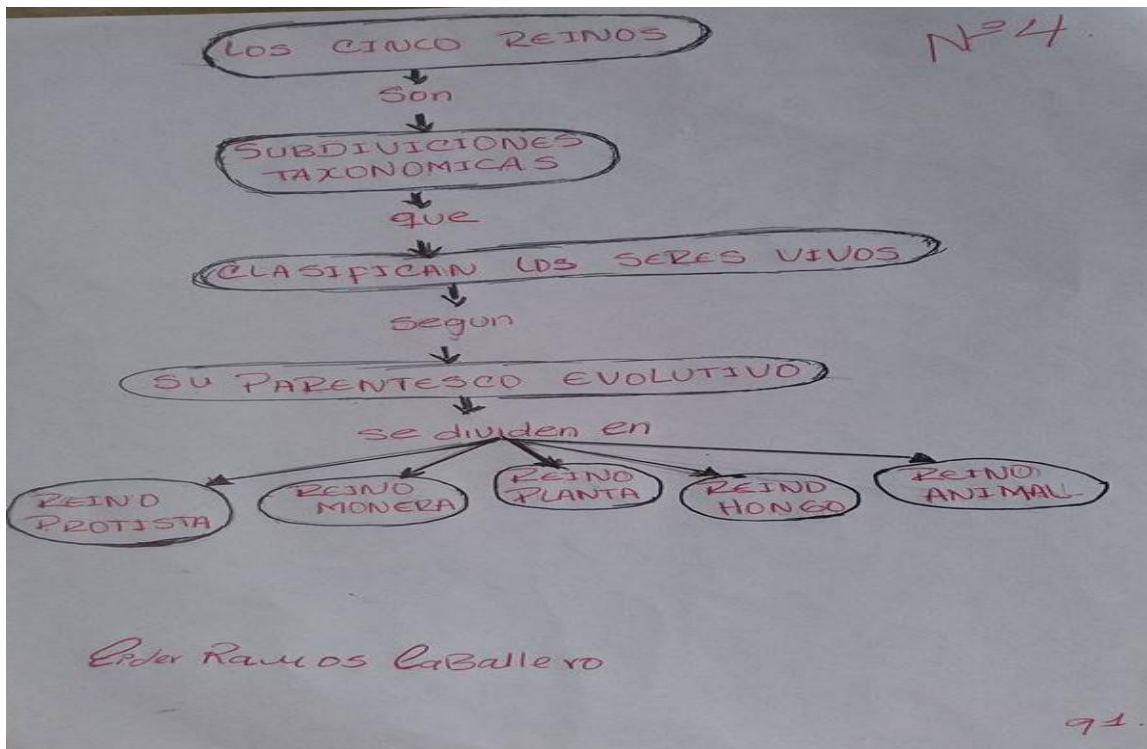 LOS CINCO REINOS
Nº 4.
son
SUBDIVICIONES
TAXONOMICAS
que
CLASIFICAN LOS SERES VIVOS
segun
SU PARENTESCO EVOLUTIVO
se dividen en
REINO
PROTISTA
REINO
MONERA
REINO
PLANTA
REINO
HONGO
REINO
ANIMAL
Ramos CaBallero
91.